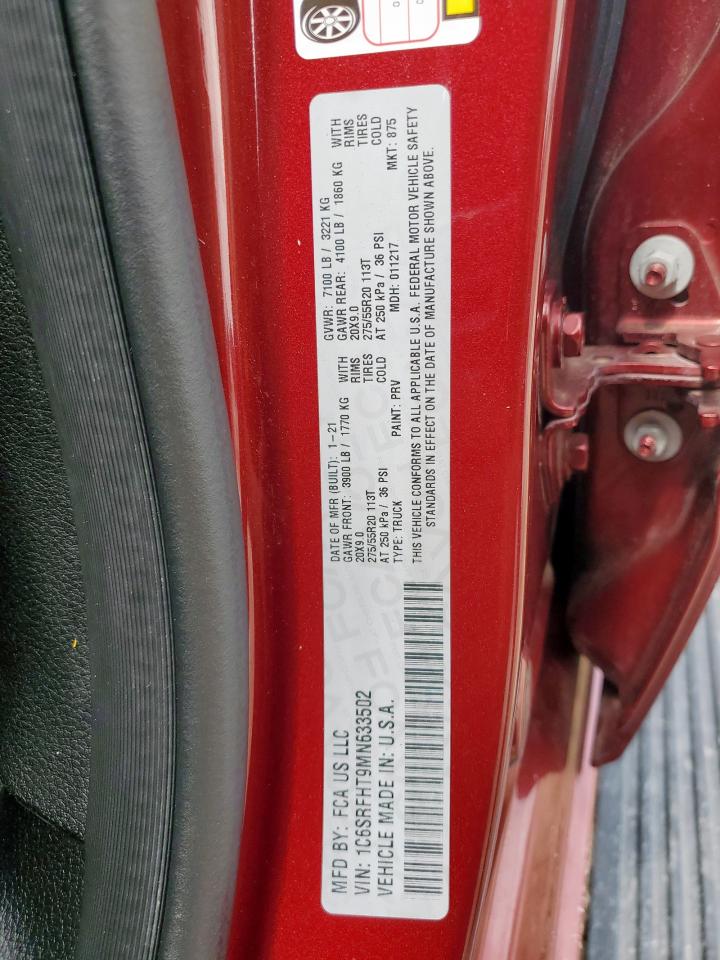 MFD BY: FCA US LLC
VIN: 1C6SRFHT9MN633502
VEHICLE MADE IN: U.S.A.
DATE OF MFR (BUILT): 1-21 GVWR: 7100 LB / 3221 KG
GAWR FRONT: 3900 LB / 1770 KG WITH GAWR REAR: 4100 LB / 1860 KG WITH
20X9.0 RIMS 20X9.0 RIMS
275/55R20 113T TIRES 275/55R20 113T TIRES
AT 250 kPa / 36 PSI COLD AT 250 kPa / 36 PSI COLD
TYPE: TRUCK PAINT: PRV MDH: 011217 MKT: 875
THIS VEHICLE CONFORMS TO ALL APPLICABLE U.S.A. FEDERAL MOTOR VEHICLE SAFETY
STANDARDS IN EFFECT ON THE DATE OF MANUFACTURE SHOWN ABOVE.